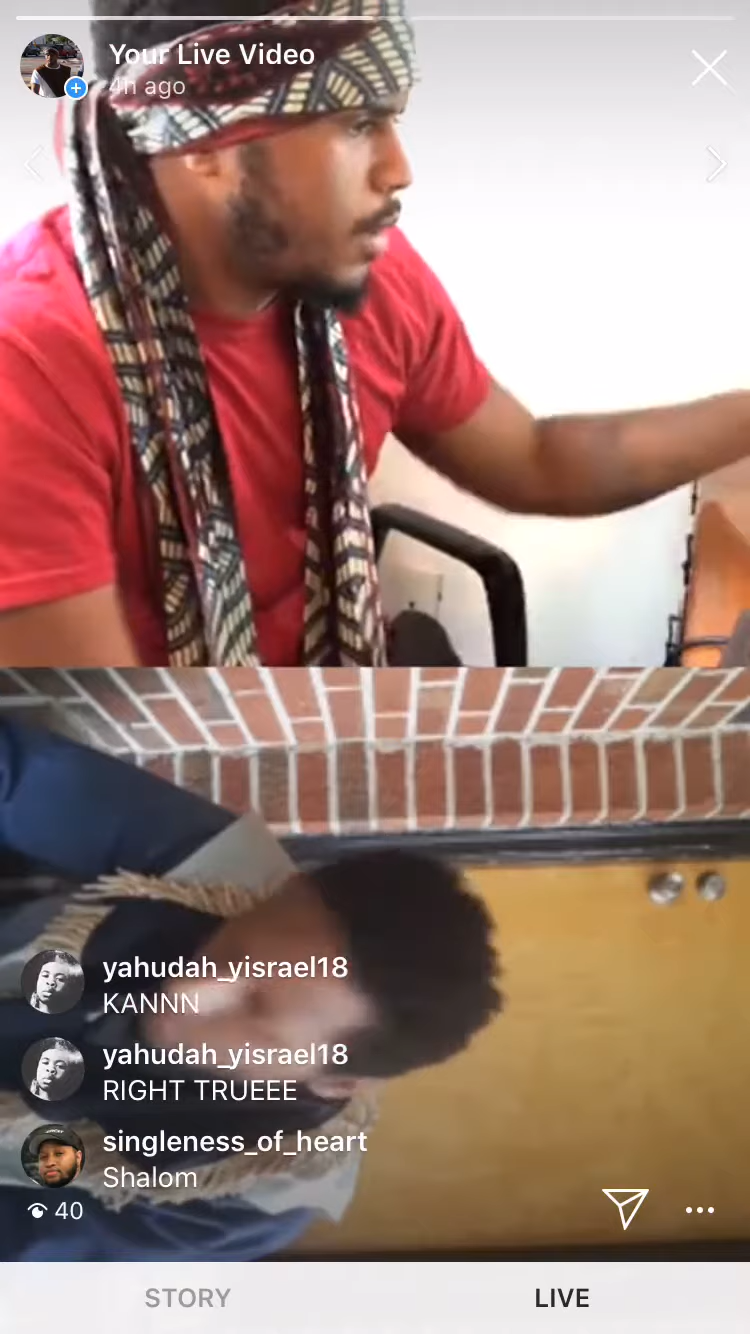 Your Live Video
4h ago
yahudah_yisrael18
KANNN
yahudah_yisrael18
RIGHT TRUEEE
singleness_of_heart
Shalom
40
STORY
LIVE